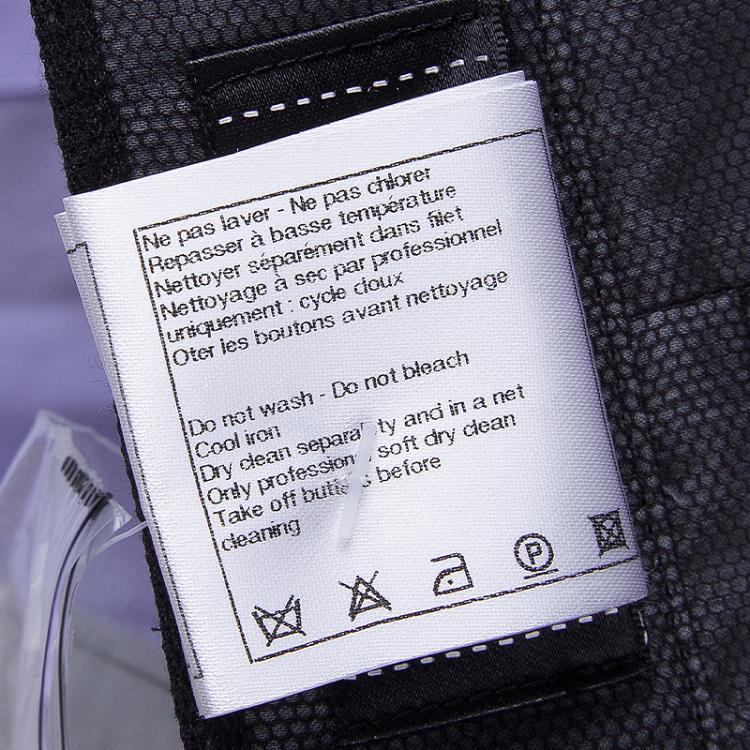 Ne pas laver - Ne pas chlorer
Repasser à basse température
Nettoyer séparément dans filet
Nettoyage à sec par professionnel
uniquement : cycle doux
Oter les boutons avant nettoyage
Do not wash - Do not bleach
Cool iron
Dry clean separa ty and in a net
Only profession soft dry clean
Take off butt s before
cleaning
P